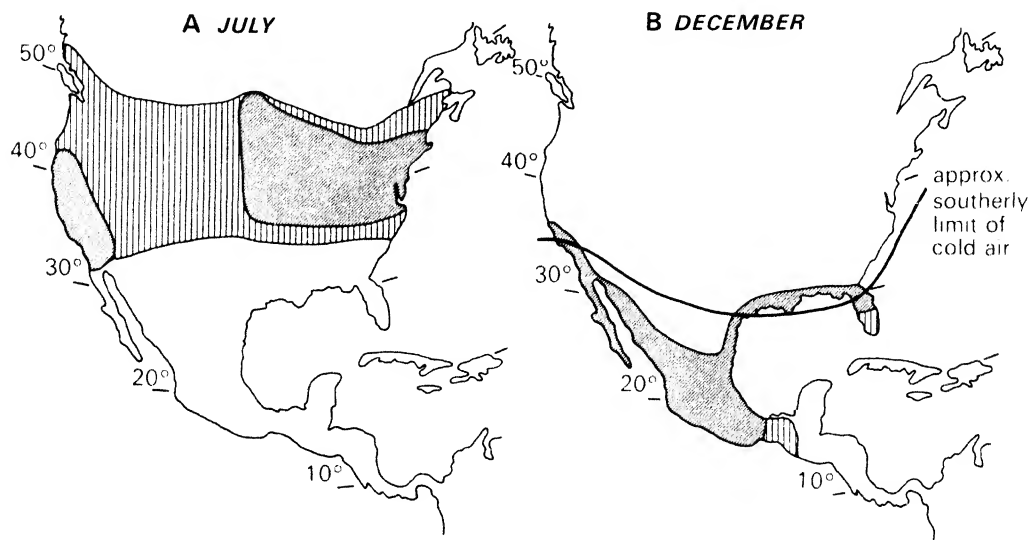 A JULY
50°
40°
30°
20°
10°
B DECEMBER
50°
40°
30°
20°
10°
approx.
southerly
limit of
cold air